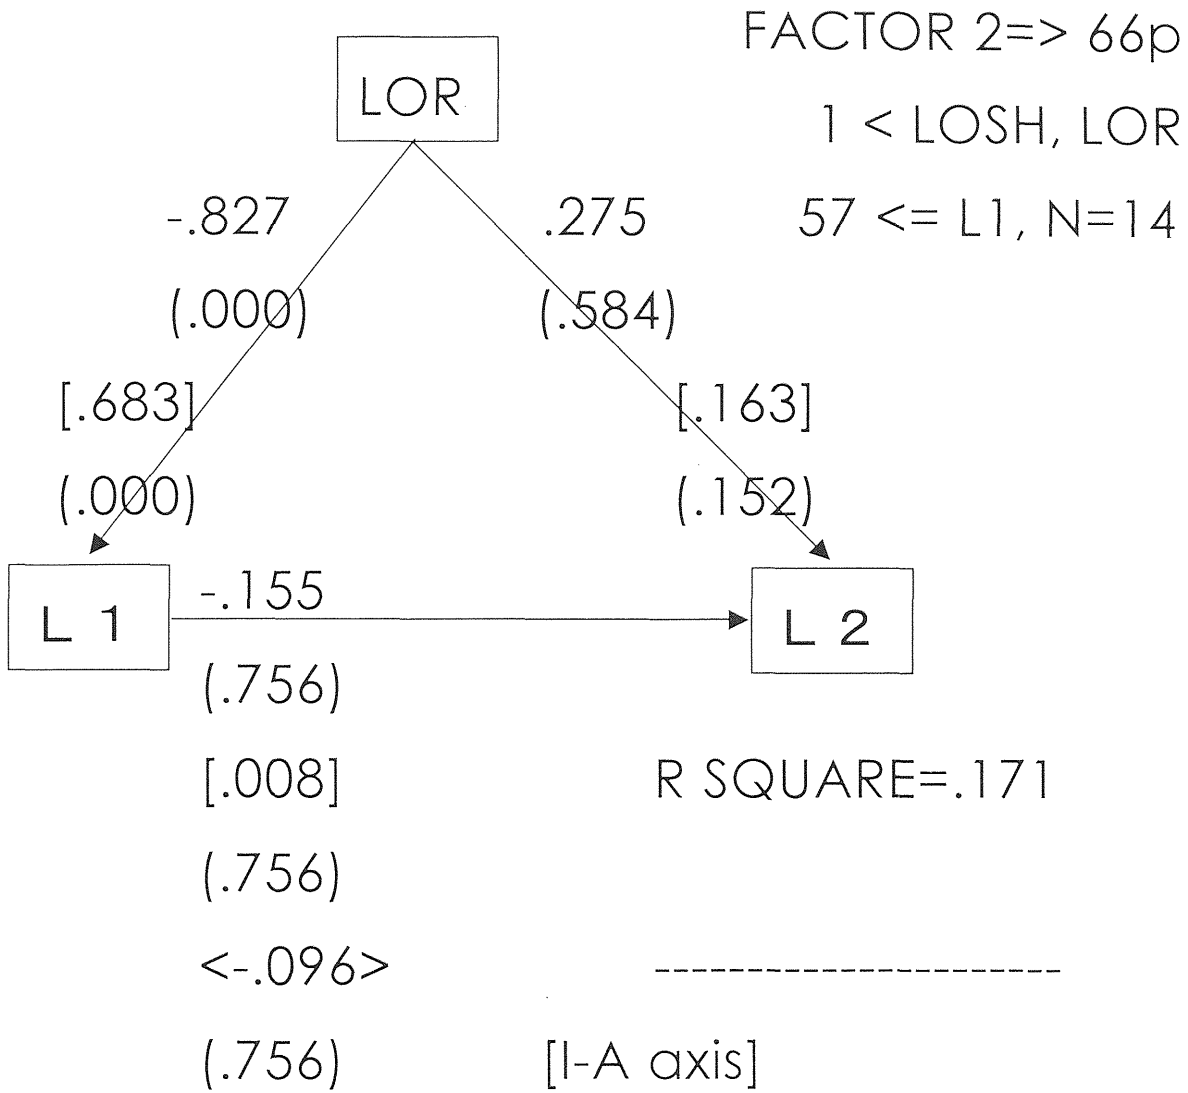 FACTOR 2=> 66p
LOR
1 < LOSH, LOR
-.827
.275
57 <= L1, N=14
(.000)
(.584)
[.683]
[.163]
(.000)
(.152)
L 1
-.155
L 2
(.756)
[.008]
R SQUARE=.171
(.756)
<-.096>
----------------------
(.756)
[I-A axis]